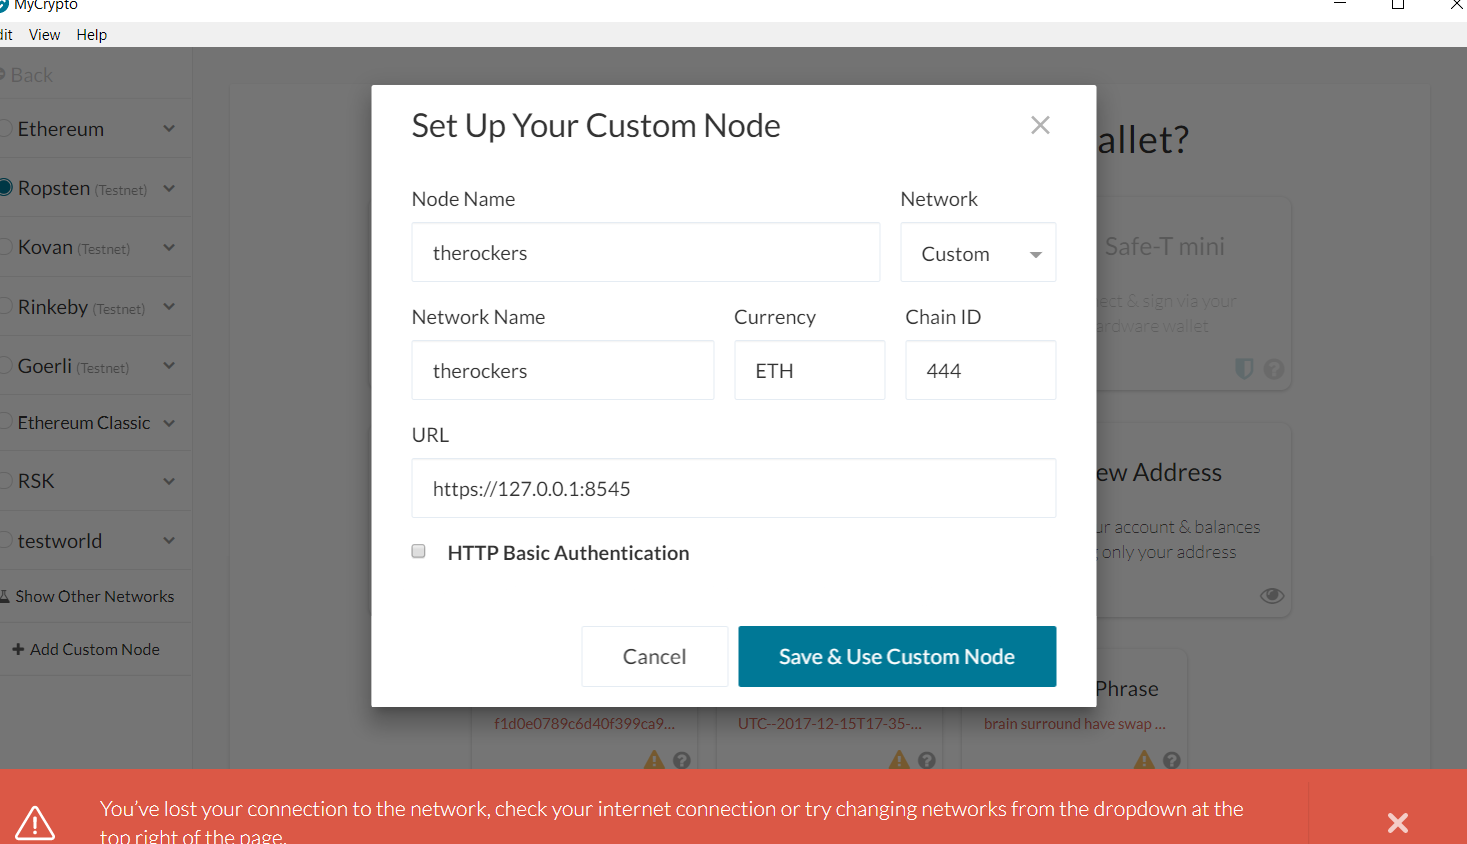 MyCrypto
dit View Help
Back
Ethereum
Ropsten (Testnet)
Kovan (Testnet)
Rinkeby (Testnet)
Goerli (Testnet)
Ethereum Classic
RSK
testworld
Show Other Networks
+ Add Custom Node
Set Up Your Custom Node
Node Name
Network
therockers
Custom
Network Name
Currency
Chain ID
therockers
ETH
444
URL
https://127.0.0.1:8545
HTTP Basic Authentication
Cancel
Save & Use Custom Node
allet?
Safe-T mini
ect & sign via your
ardware wallet
ew Address
ur account & balances
only your address
Phrase
f1d0e0789c6d40f399ca9...
UTC--2017-12-15T17-35-...
brain surround have swap ...
You've lost your connection to the network, check your internet connection or try changing networks from the dropdown at the
top right of the page.